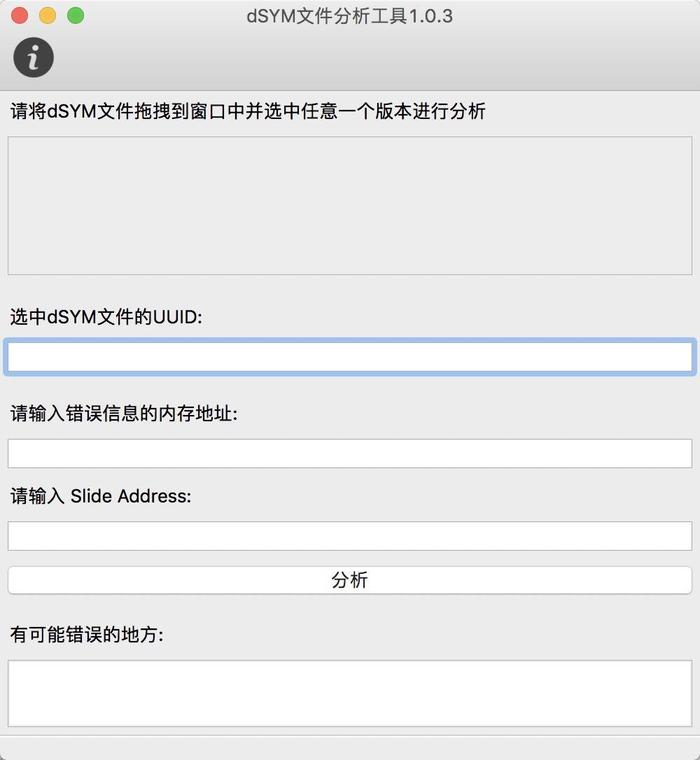 dSYM文件分析工具1.0.3
请将dSYM文件拖拽到窗口中并选中任意一个版本进行分析
选中dSYM文件的UUID:
请输入错误信息的内存地址:
请输入 Slide Address:
分析
有可能错误的地方: